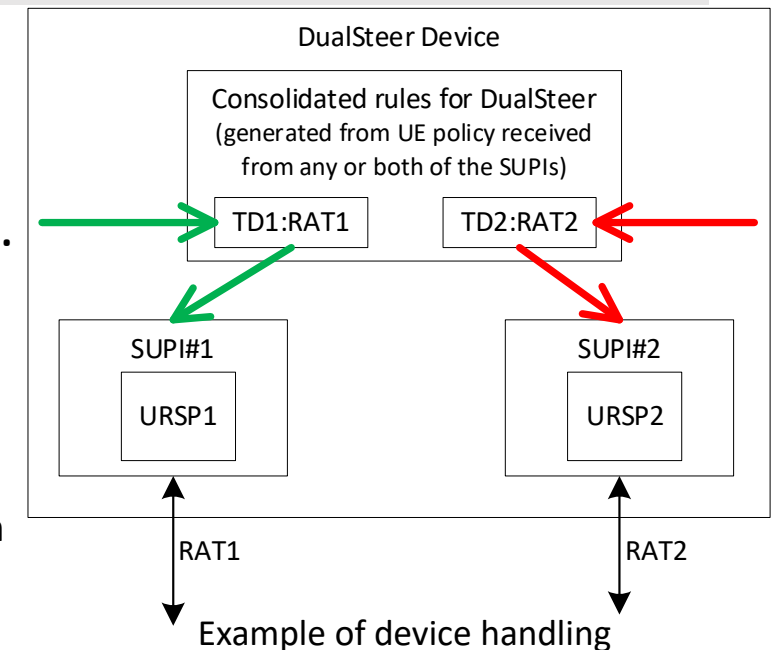 DualSteer Device
Consolidated rules for DualSteer
(generated from UE policy received
from any or both of the SUPIs)
.
TD1:RAT1
TD2:RAT2
SUPI#1
SUPI#2
URSP1
URSP2
n
RAT1
RAT2
Example of device handling